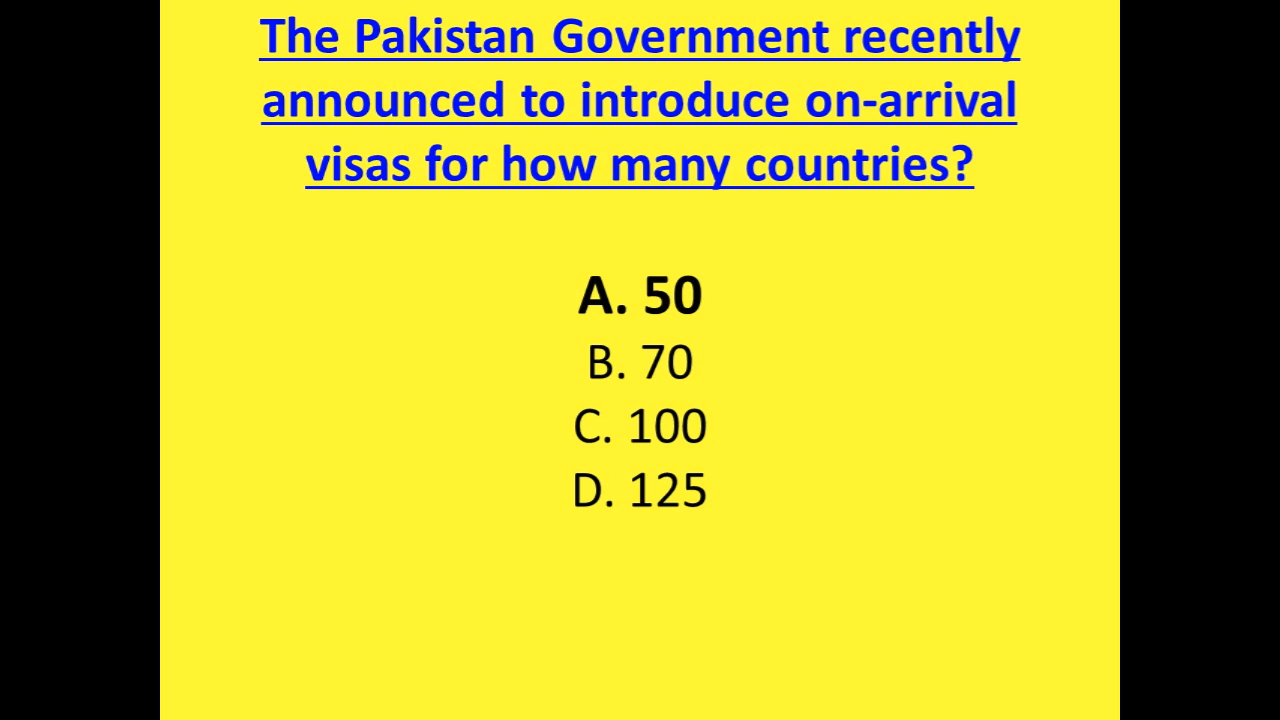 The Pakistan Government recently
announced to introduce on-arrival
visas for how many countries?
A. 50
B. 70
C. 100
D. 125